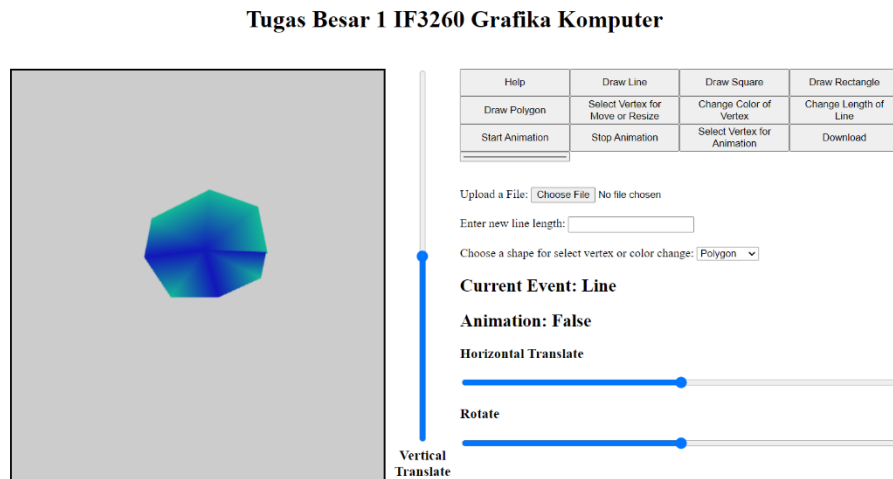 Tugas Besar 1 IF3260 Grafika Komputer
Help
Draw Line
Draw Square
Draw Rectangle
Draw Polygon
Select Vertex for
Move or Resize
Change Color of
Vertex
Change Length of
Line
Start Animation
Stop Animation
Select Vertex for
Animation
Download
Upload a File: Choose File No file chosen
Enter new line length:
Choose a shape for select vertex or color change: Polygon
Current Event: Line
Animation: False
Horizontal Translate
Rotate
Vertical
Translate